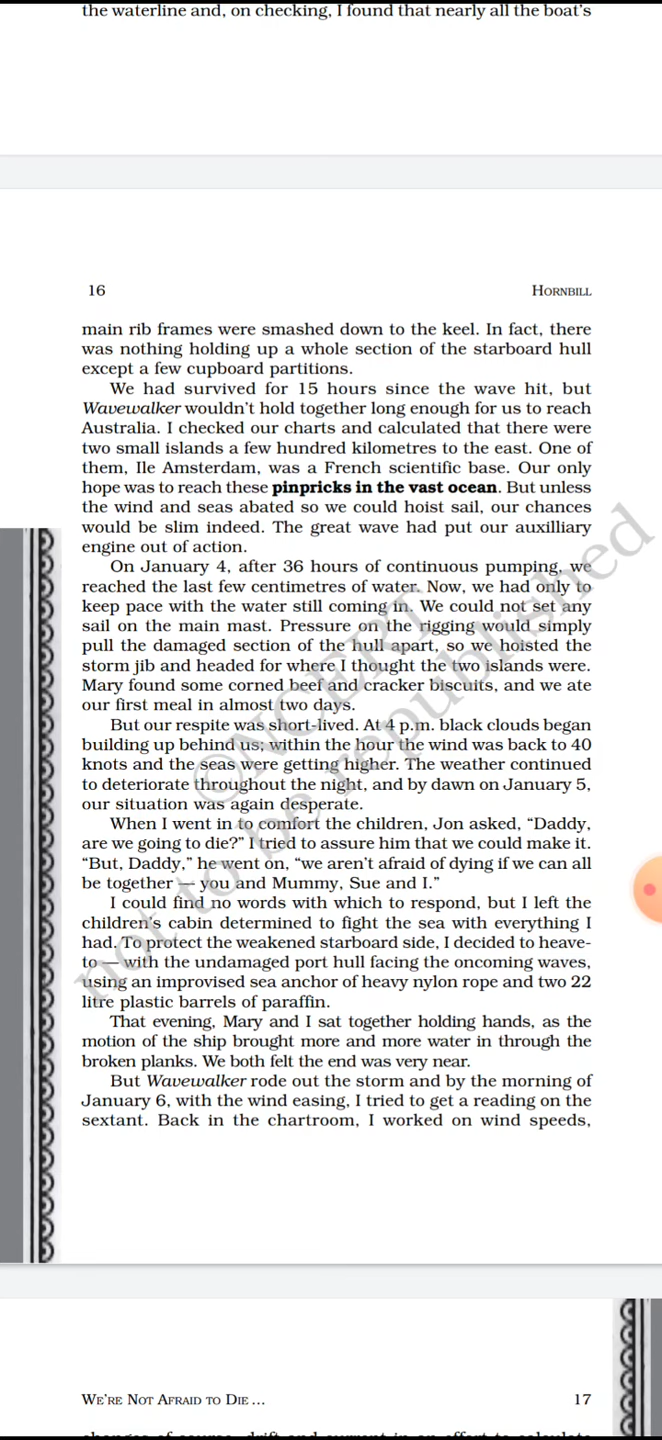 the waterline and, on checking, I found that nearly all the boat's
16 HORNBILL
main rib frames were smashed down to the keel. In fact, there
was nothing holding up a whole section of the starboard hull
except a few cupboard partitions.
We had survived for 15 hours since the wave hit, but
Wavewalker wouldn't hold together long enough for us to reach
Australia. I checked our charts and calculated that there were
two small islands a few hundred kilometres to the east. One of
them, Ile Amsterdam, was a French scientific base. Our only
hope was to reach these pinpricks in the vast ocean. But unless
the wind and seas abated so we could hoist sail, our chances
would be slim indeed. The great wave had put our auxilliary
engine out of action.
On January 4, after 36 hours of continuous pumping, we
reached the last few centimetres of water. Now, we had only to
keep pace with the water still coming in. We could not set any
sail on the main mast. Pressure on the rigging would simply
pull the damaged section of the hull apart, so we hoisted the
storm jib and headed for where I thought the two islands were.
Mary found some corned beef and cracker biscuits, and we ate
our first meal in almost two days.
But our respite was short-lived. At 4 p.m. black clouds began
building up behind us; within the hour the wind was back to 40
knots and the seas were getting higher. The weather continued
to deteriorate throughout the night, and by dawn on January 5,
our situation was again desperate.
When I went in to comfort the children, Jon asked, “Daddy,
are we going to die?” I tried to assure him that we could make it.
“But, Daddy,” he went on, “we aren't afraid of dying if we can all
be together — you and Mummy, Sue and I.”
I could find no words with which to respond, but I left the
children's cabin determined to fight the sea with everything I
had. To protect the weakened starboard side, I decided to heave-
to — with the undamaged port hull facing the oncoming waves,
using an improvised sea anchor of heavy nylon rope and two 22
litre plastic barrels of paraffin.
That evening, Mary and I sat together holding hands, as the
motion of the ship brought more and more water in through the
broken planks. We both felt the end was very near.
But Wavewalker rode out the storm and by the morning of
January 6, with the wind easing, I tried to get a reading on the
sextant. Back in the chartroom, I worked on wind speeds,
©NCERT
not to be republished
WE'RE NOT AFRAID TO DIE ... 17